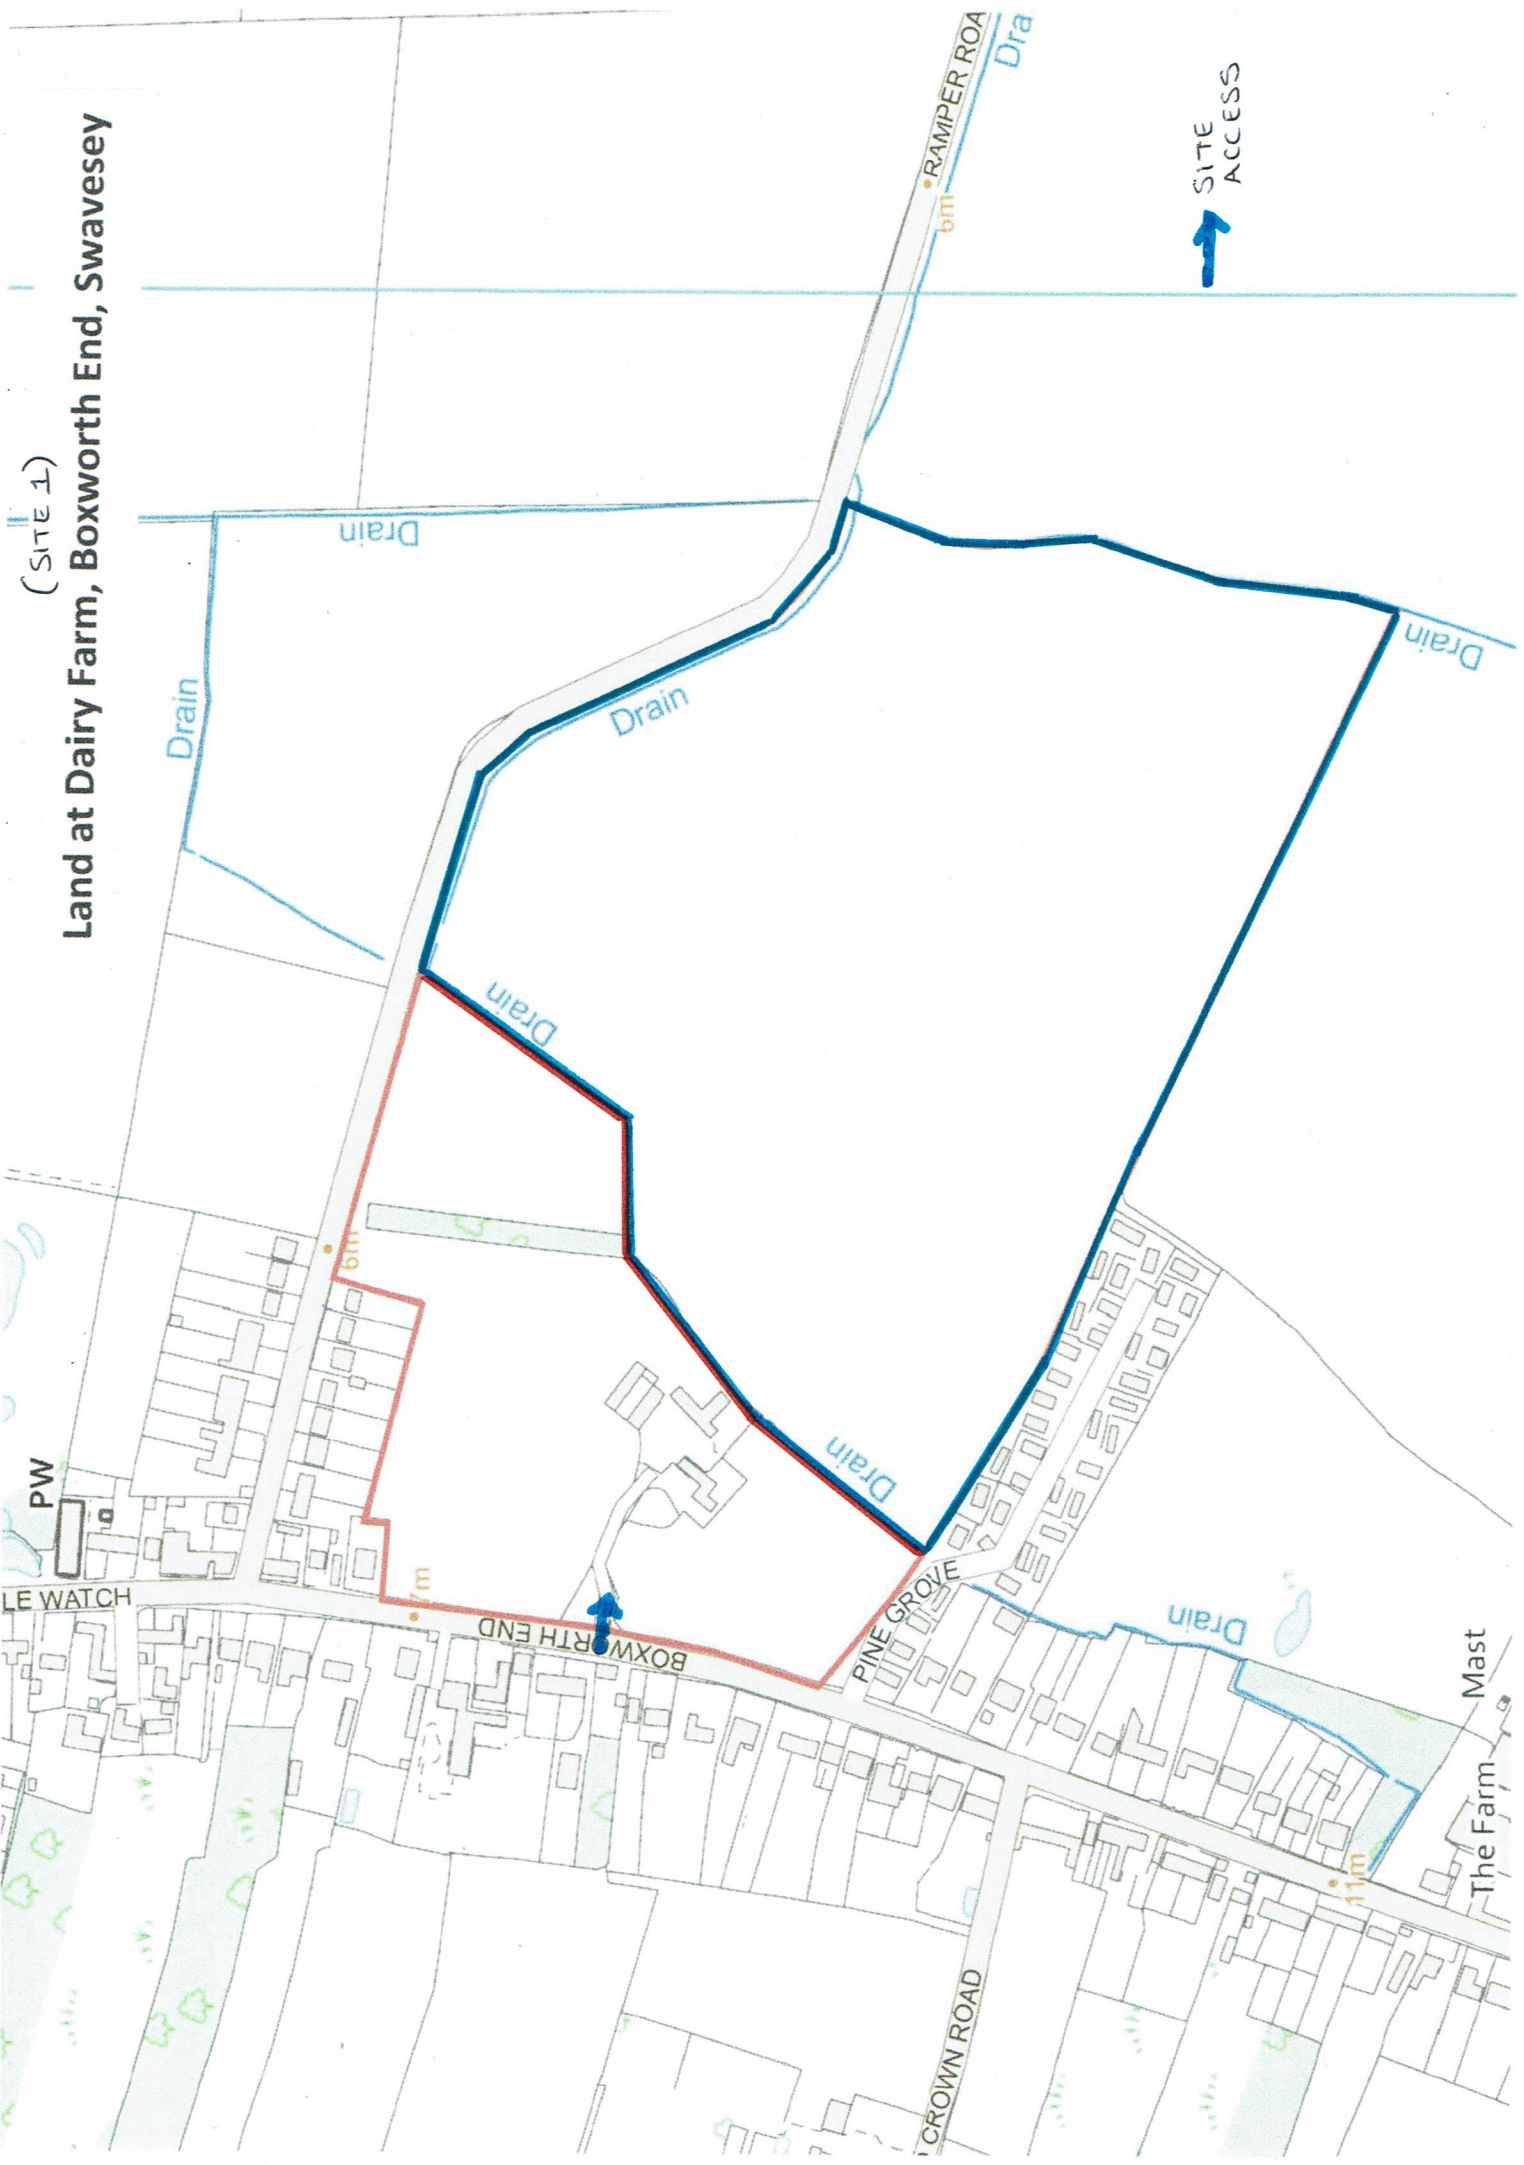 (SITE 1)
Land at Dairy Farm, Boxworth End, Swavesey
SITE
ACCESS
Drain
Drain
RAMPER ROA
Dra
6m
Drain
Drain
Drain
6m
PW
LE WATCH
7m
BOXWORTH END
Drain
PINE GROVE
Drain
CROWN ROAD
11m
The Farm
Mast